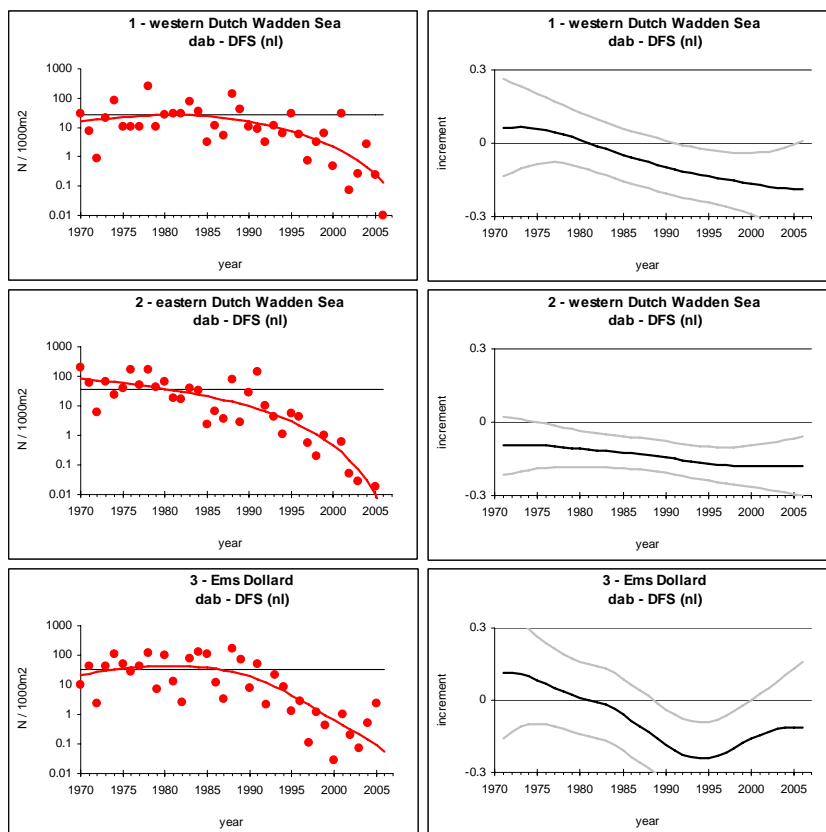 1 - western Dutch Wadden Sea
dab - DFS (nl)
1000
100
10
1
0.1
0.01
N / 1000m2
1970 1975 1980 1985 1990 1995 2000 2005
year
1 - western Dutch Wadden Sea
dab - DFS (nl)
0.3
0
-0.3
increment
1970 1975 1980 1985 1990 1995 2000 2005
year
2 - eastern Dutch Wadden Sea
dab - DFS (nl)
1000
100
10
1
0.1
0.01
N / 1000m2
1970 1975 1980 1985 1990 1995 2000 2005
year
2 - western Dutch Wadden Sea
dab - DFS (nl)
0.3
0
-0.3
increment
1970 1975 1980 1985 1990 1995 2000 2005
year
3 - Ems Dollard
dab - DFS (nl)
1000
100
10
1
0.1
0.01
N / 1000m2
1970 1975 1980 1985 1990 1995 2000 2005
year
3 - Ems Dollard
dab - DFS (nl)
0.3
0
-0.3
increment
1970 1975 1980 1985 1990 1995 2000 2005
year